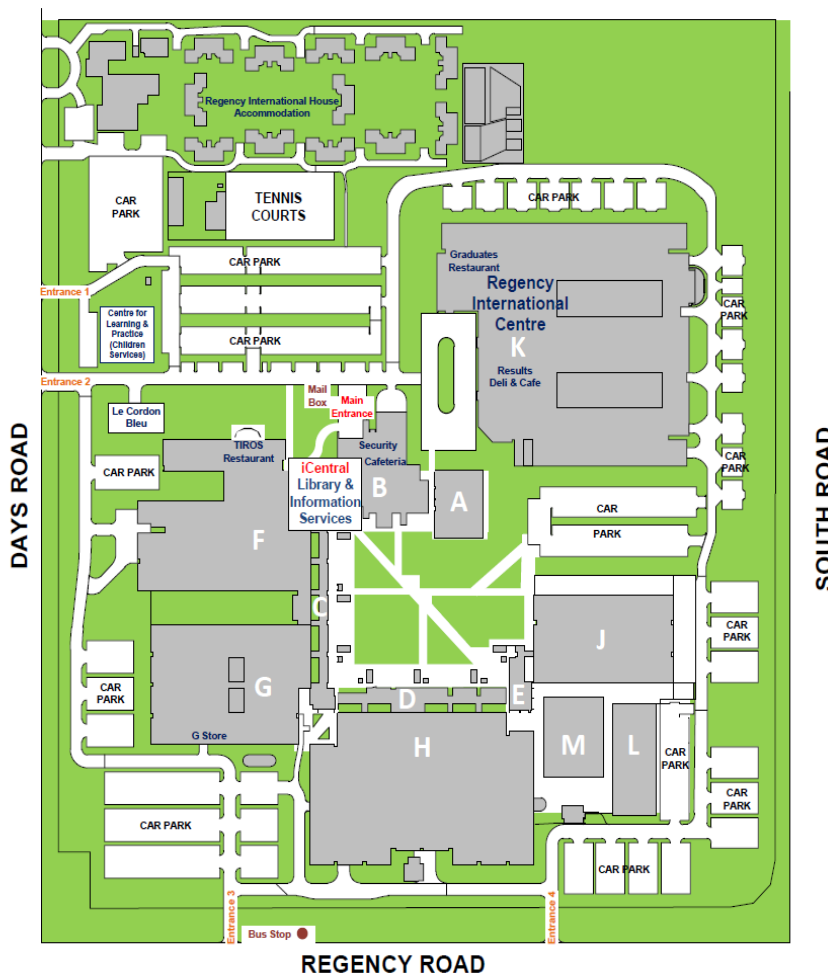 Regency International House
Accommodation
CAR
PARK
TENNIS
COURTS
CAR PARK
CAR PARK
Graduates
Restaurant
Regency
International
Centre
K
Results
Deli & Cafe
CAR
PARK
Entrance 1
Centre for
Learning &
Practice
(Children
Services)
CAR PARK
Entrance 2
Mail
Box
Main
Entrance
Le Cordon
Bleu
TIROS
Restaurant
Security
Cafeteria
B
iCentral
Library &
Information
Services
CAR PARK
A
CAR
PARK
CAR
PARK
DAYS ROAD
SOUTH ROAD
F
C
J
CAR
PARK
G
CAR
PARK
G Store
D
E
H
M
L
CAR
PARK
CAR
PARK
CAR PARK
CAR PARK
Entrance 3
Entrance 4
Bus Stop
REGENCY ROAD